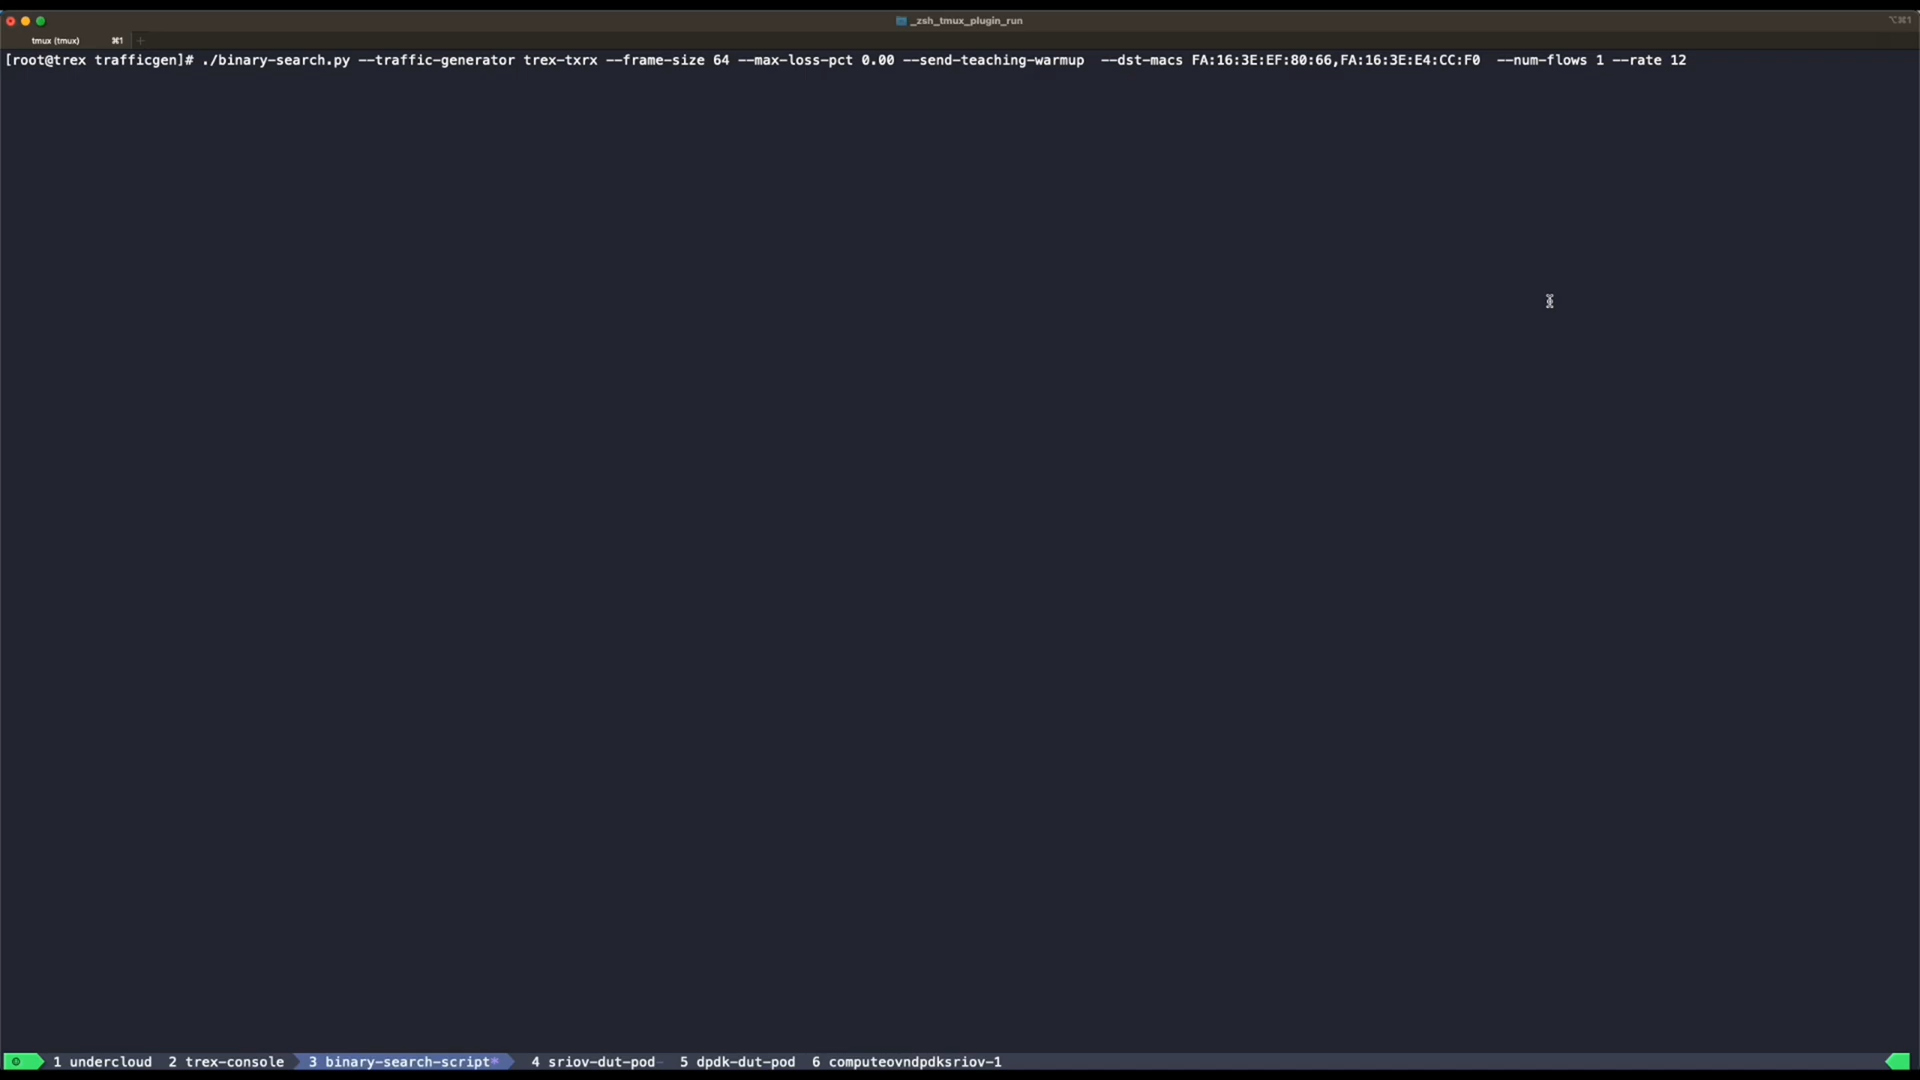 _zsh_tmux_plugin_run
⌥⌘1
tmux (tmux) ⌘1 +
[root@trex trafficgen]# ./binary-search.py --traffic-generator trex-txrx --frame-size 64 --max-loss-pct 0.00 --send-teaching-warmup  --dst-macs FA:16:3E:EF:80:66,FA:16:3E:E4:CC:F0  --num-flows 1 --rate 12
1 undercloud 2 trex-console 3 binary-search-script* 4 sriov-dut-pod- 5 dpdk-dut-pod 6 computeovndpdksriov-1